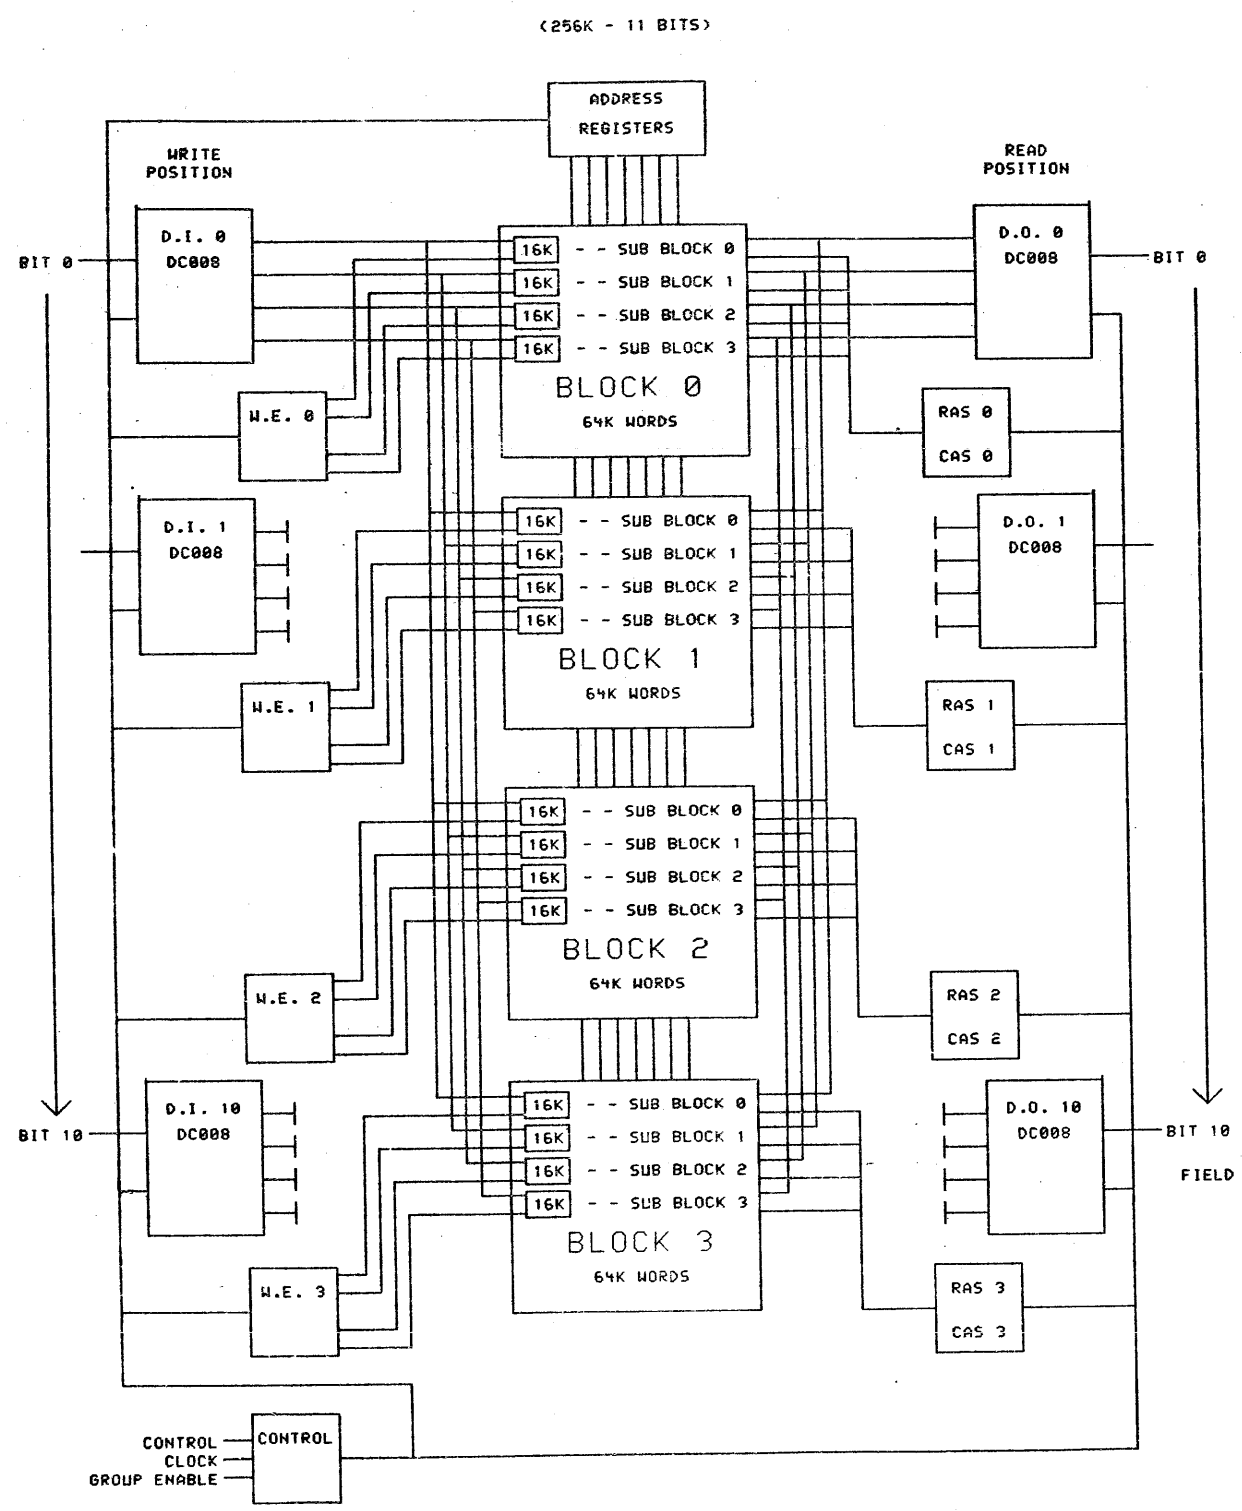 (256K - 11 BITS)
ADDRESS
REGISTERS
WRITE
POSITION
READ
POSITION
D.I. 0
DC008
BIT 0
16K -- SUB BLOCK 0
16K -- SUB BLOCK 1
16K -- SUB BLOCK 2
16K -- SUB BLOCK 3
BLOCK 0
64K WORDS
D.O. 0
DC008
BIT 0
W.E. 0
RAS 0
CAS 0
D.I. 1
DC008
16K -- SUB BLOCK 0
16K -- SUB BLOCK 1
16K -- SUB BLOCK 2
16K -- SUB BLOCK 3
BLOCK 1
64K WORDS
D.O. 1
DC008
W.E. 1
RAS 1
CAS 1
16K -- SUB BLOCK 0
16K -- SUB BLOCK 1
16K -- SUB BLOCK 2
16K -- SUB BLOCK 3
BLOCK 2
64K WORDS
W.E. 2
RAS 2
CAS 2
D.I. 10
DC008
BIT 10
16K -- SUB BLOCK 0
16K -- SUB BLOCK 1
16K -- SUB BLOCK 2
16K -- SUB BLOCK 3
BLOCK 3
64K WORDS
D.O. 10
DC008
BIT 10
FIELD
W.E. 3
RAS 3
CAS 3
CONTROL
CLOCK
GROUP ENABLE
CONTROL